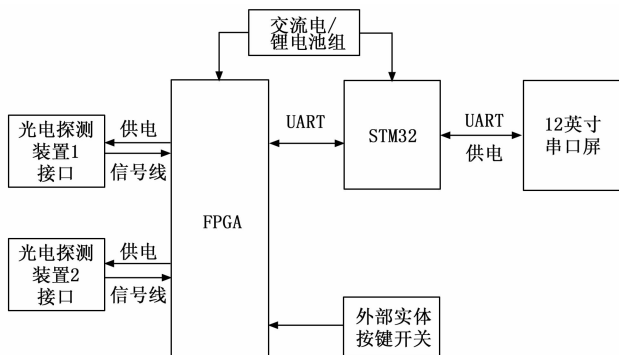 交流电/
锂电池组
光电探测
装置1
接口
供电
信号线
FPGA
UART
STM32
UART
供电
12英寸
串口屏
光电探测
装置2
接口
供电
信号线
外部实体
按键开关